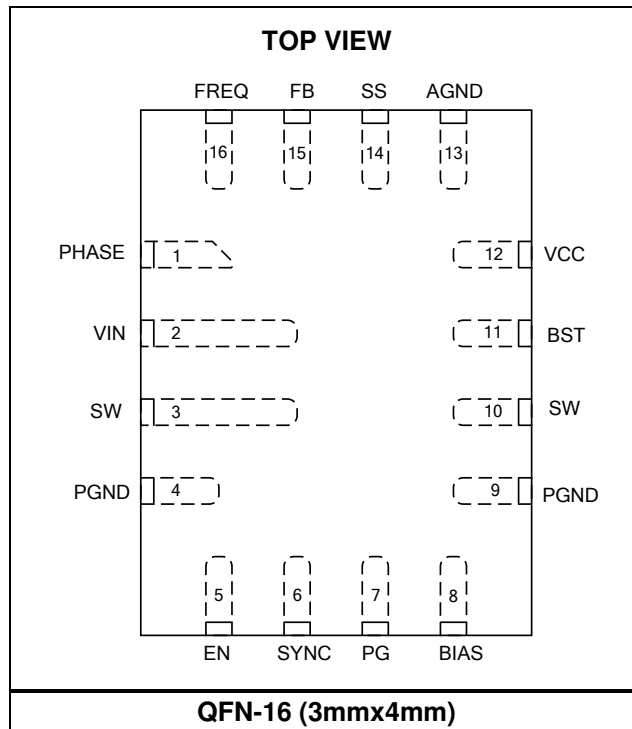 TOP VIEW
FREQ FB SS AGND
16 15 14 13
PHASE 1 12 VCC
VIN 2 11 BST
SW 3 10 SW
PGND 4 9 PGND
5 6 7 8
EN SYNC PG BIAS
QFN-16 (3mmx4mm)